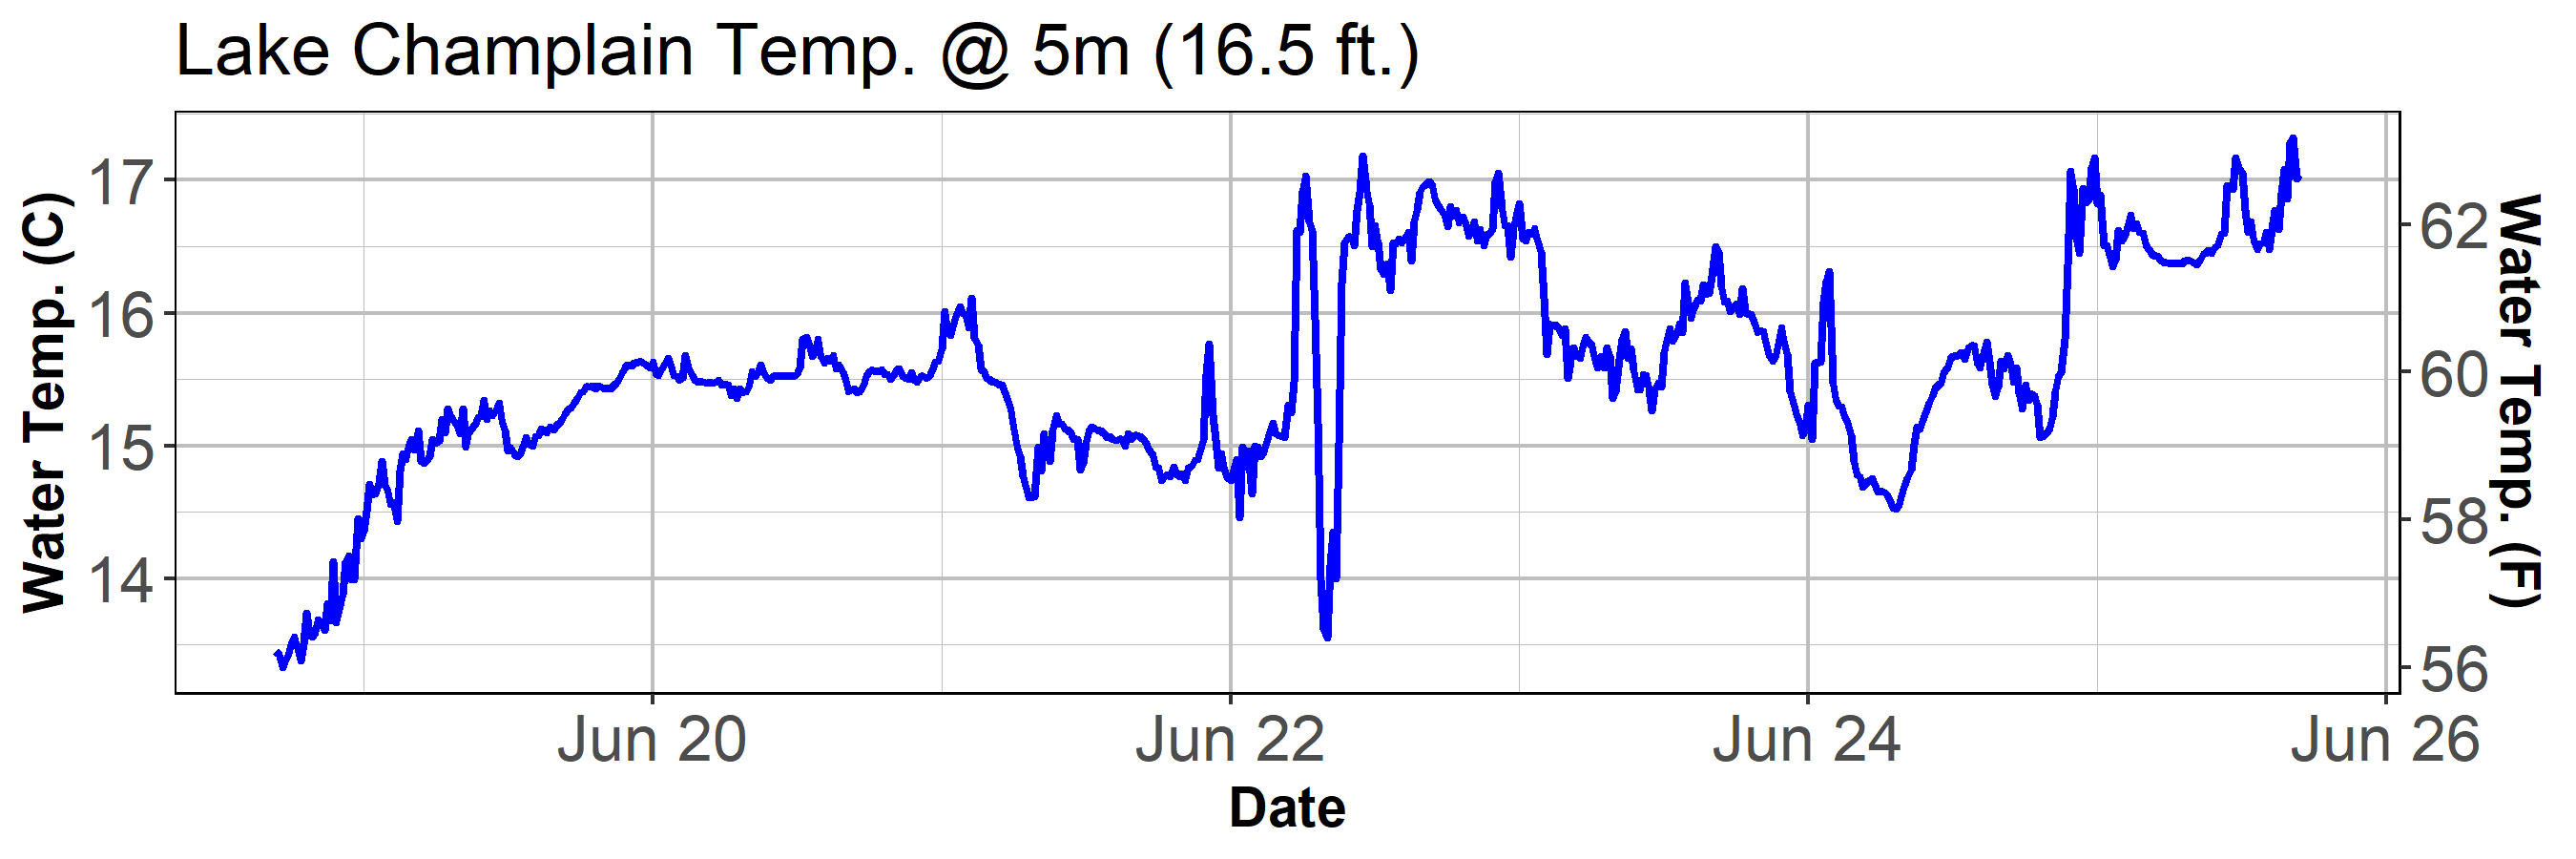 Lake Champlain Temp. @ 5m (16.5 ft.)
Water Temp. (C)
17
16
15
14
62
60
58
56
Water Temp. (F)
Jun 20
Jun 22
Jun 24
Jun 26
Date